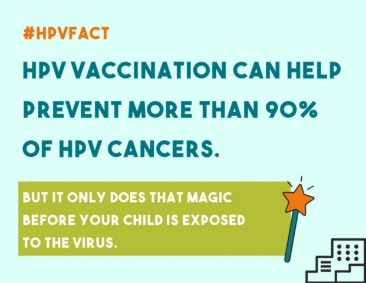 #HPVFACT
HPV VACCINATION CAN HELP
PREVENT MORE THAN 90%
OF HPV CANCERS.
BUT IT ONLY DOES THAT MAGIC
BEFORE YOUR CHILD IS EXPOSED
TO THE VIRUS.